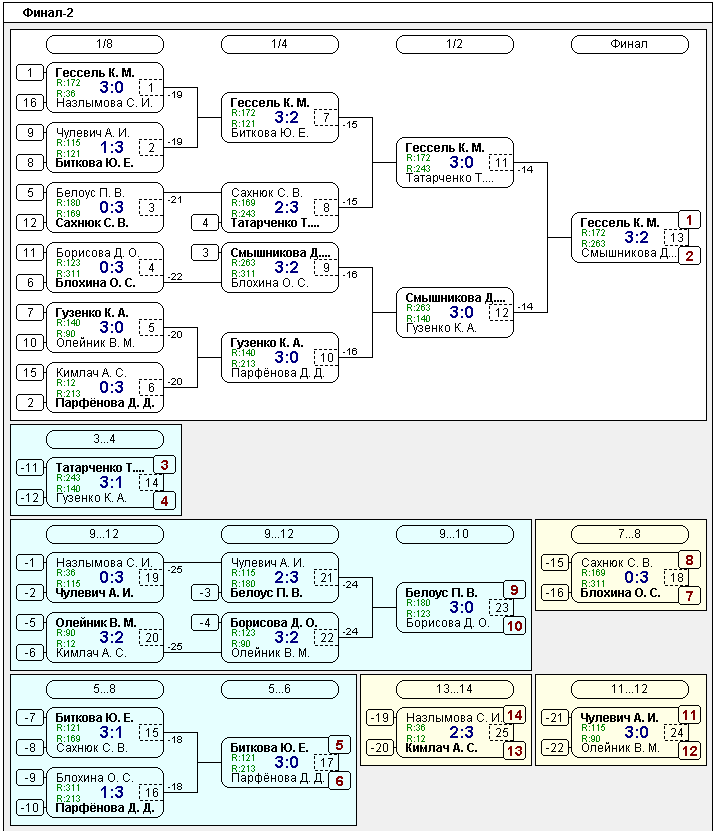 Финал-2
1/8 1/4 1/2 Финал
1 Гессель К. М.
R:172 R:36 3:0 1 -19
16 Назлымова С. И.
9 Чулевич А. И.
R:115 R:121 1:3 2 -19
8 Биткова Ю. Е.
5 Белоус П. В.
R:180 R:169 0:3 3 -21
12 Сахнюк С. В.
11 Борисова Д. О.
R:123 R:311 0:3 4 -22
6 Блохина О. С.
7 Гузенко К. А.
R:140 R:90 3:0 5 -20
10 Олейник В. М.
15 Кимлач А. С.
R:12 R:213 0:3 6 -20
2 Парфёнова Д. Д.
Гессель К. М.
R:172 R:121 3:2 7 -15
Биткова Ю. Е.
Сахнюк С. В.
R:169 R:243 2:3 8 -15
4 Татарченко Т....
3 Смышникова Д....
R:263 R:311 3:2 9 -16
Блохина О. С.
Гузенко К. А.
R:140 R:213 3:0 10 -16
Парфёнова Д. Д.
Гессель К. М.
R:172 R:243 3:0 11 -14
Татарченко Т....
Смышникова Д....
R:263 R:140 3:0 12 -14
Гузенко К. А.
Гессель К. М. 1
R:172 R:263 3:2 13
Смышникова Д... 2
3...4
-11 Татарченко Т.... 3
R:243 R:140 3:1 14
-12 Гузенко К. А. 4
9...12 9...12 9...10
-1 Назлымова С. И.
R:36 R:115 0:3 19 -25
-2 Чулевич А. И.
-5 Олейник В. М.
R:90 R:12 3:2 20 -25
-6 Кимлач А. С.
Чулевич А. И.
R:115 R:180 2:3 21 -24
-3 Белоус П. В.
-4 Борисова Д. О.
R:123 R:90 3:2 22 -24
Олейник В. М.
Белоус П. В. 9
R:180 R:123 3:0 23
Борисова Д. О. 10
7...8
-15 Сахнюк С. В. 8
R:169 R:311 0:3 18
-16 Блохина О. С. 7
5...8 5...6
-7 Биткова Ю. Е.
R:121 R:169 3:1 15 -18
-8 Сахнюк С. В.
-9 Блохина О. С.
R:311 R:213 1:3 16 -18
-10 Парфёнова Д. Д.
Биткова Ю. Е. 5
R:121 R:213 3:0 17
Парфёнова Д. Д. 6
13...14
-19 Назлымова С. И. 14
R:36 R:12 2:3 25
-20 Кимлач А. С. 13
11...12
-21 Чулевич А. И. 11
R:115 R:90 3:0 24
-22 Олейник В. М. 12